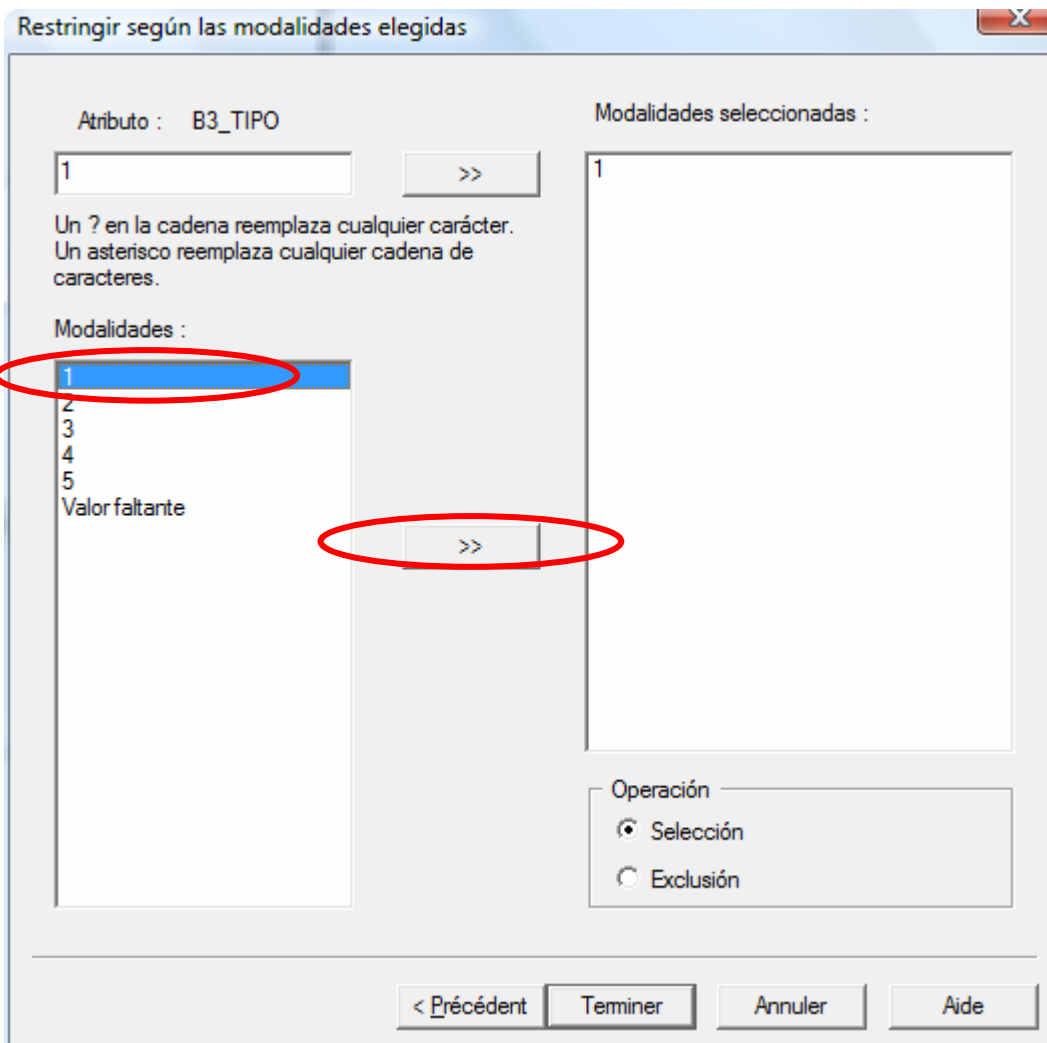 Restringir según las modalidades elegidas
X
Atributo : B3_TIPO
1
>>
Un ? en la cadena reemplaza cualquier carácter.
Un asterisco reemplaza cualquier cadena de
caracteres.
Modalidades :
1
2
3
4
5
Valor faltante
>>
Modalidades seleccionadas :
1
Operación
Selección
Exclusión
< Précédent
Terminer
Annuler
Aide